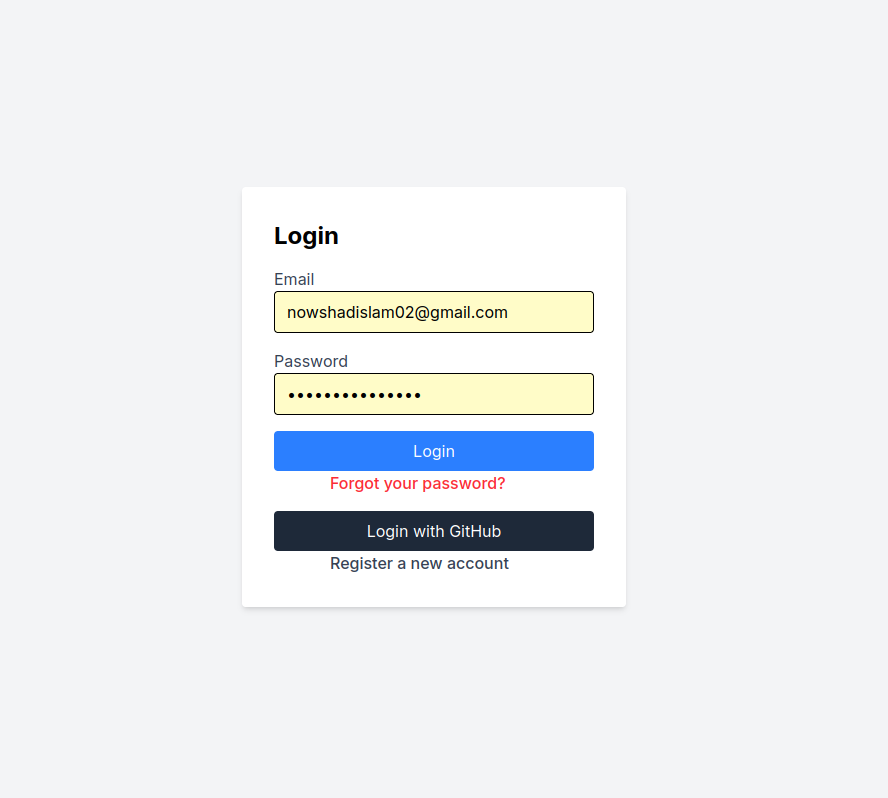 Login
Email
nowshadislam02@gmail.com
Password
•••••••••••••••
Login
Forgot your password?
Login with GitHub
Register a new account